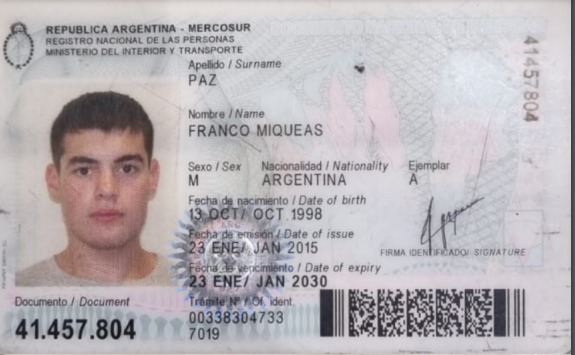 REPUBLICA ARGENTINA - MERCOSUR
REGISTRO NACIONAL DE LAS PERSONAS
MINISTERIO DEL INTERIOR Y TRANSPORTE
Apellido / Surname
PAZ
Nombre / Name
FRANCO MIQUEAS
Sexo / Sex Nacionalidad / Nationality Ejemplar
M ARGENTINA A
Fecha de nacimiento / Date of birth
13 OCT/ OCT 1998
Fecha de emisión / Date of issue
23 ENE/ JAN 2015
Fecha de vencimiento / Date of expiry
23 ENE/ JAN 2030
FIRMA IDENTIFICADO/ SIGNATURE
Documento / Document
41.457.804
Trámite N° / Of. ident.
00338304733
7019
41457804